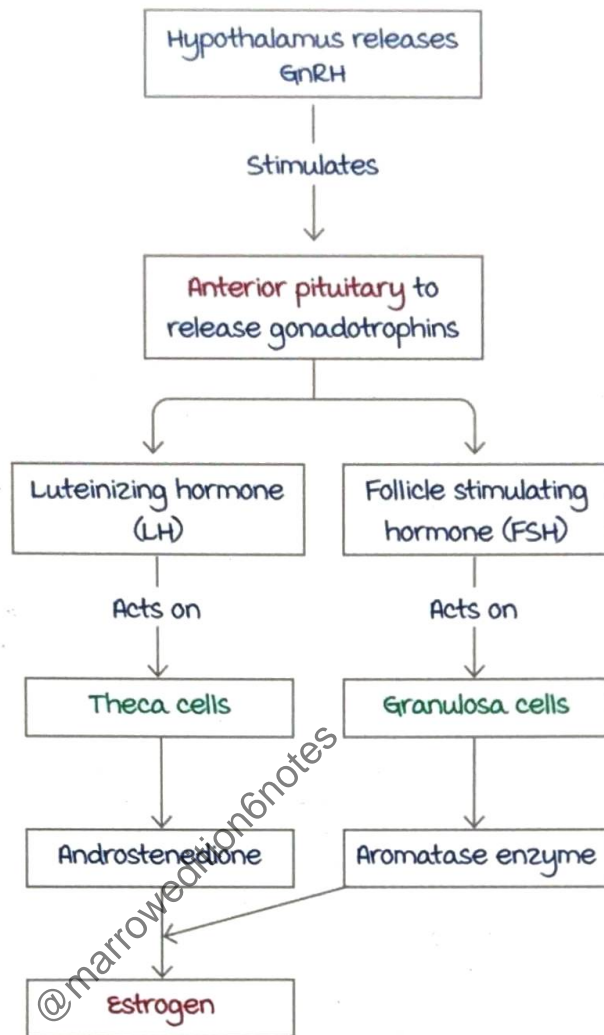 Hypothalamus releases
GnRH
Stimulates
Anterior pituitary to
release gonadotrophins
Luteinizing hormone
(LH)
Follicle stimulating
hormone (FSH)
Acts on
Acts on
Theca cells
Granulosa cells
Androstenedione
Aromatase enzyme
Estrogen
@marrowedition6notes